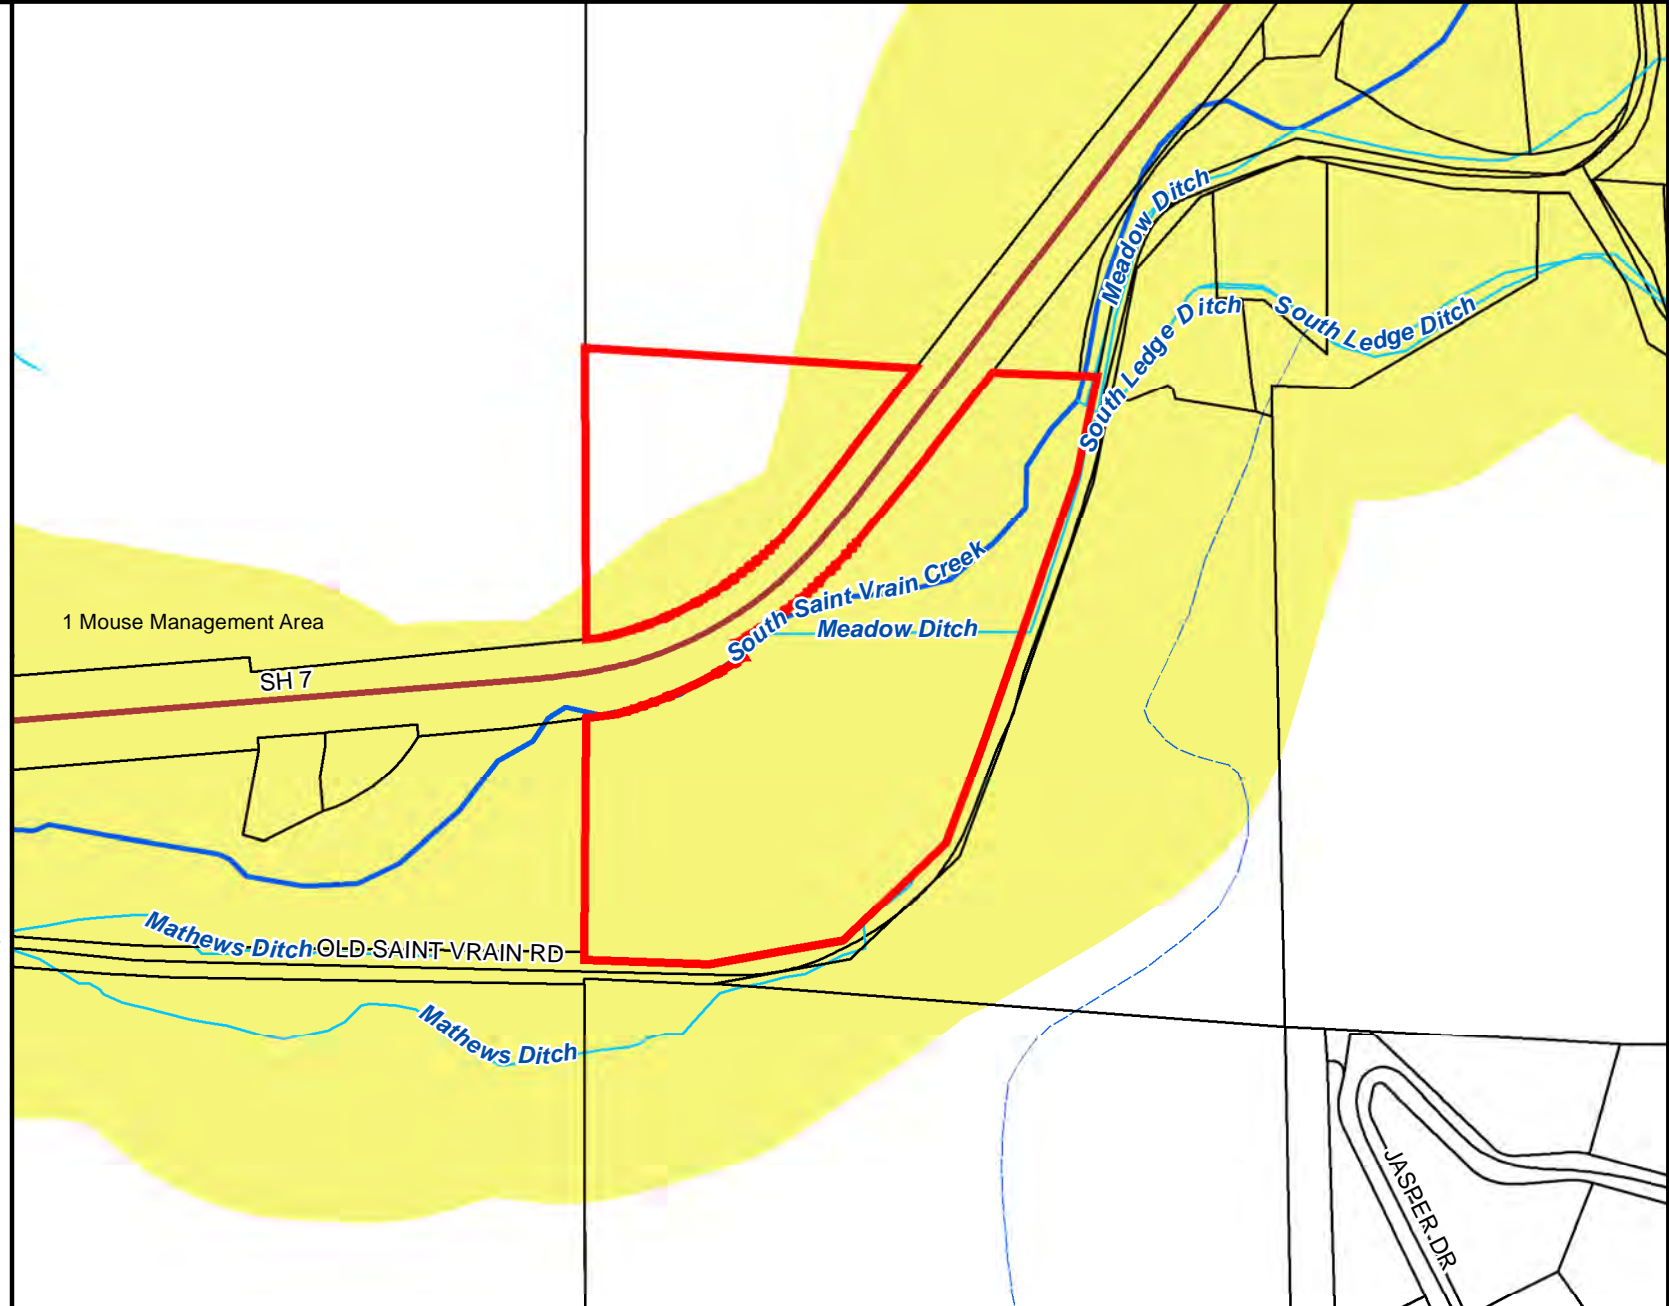 Meadow Ditch
South Ledge Ditch
South Ledge Ditch
South Saint Vrain Creek
Meadow Ditch
1 Mouse Management Area
SH 7
Mathews Ditch
OLD SAINT VRAIN RD
Mathews Ditch
JASPER DR